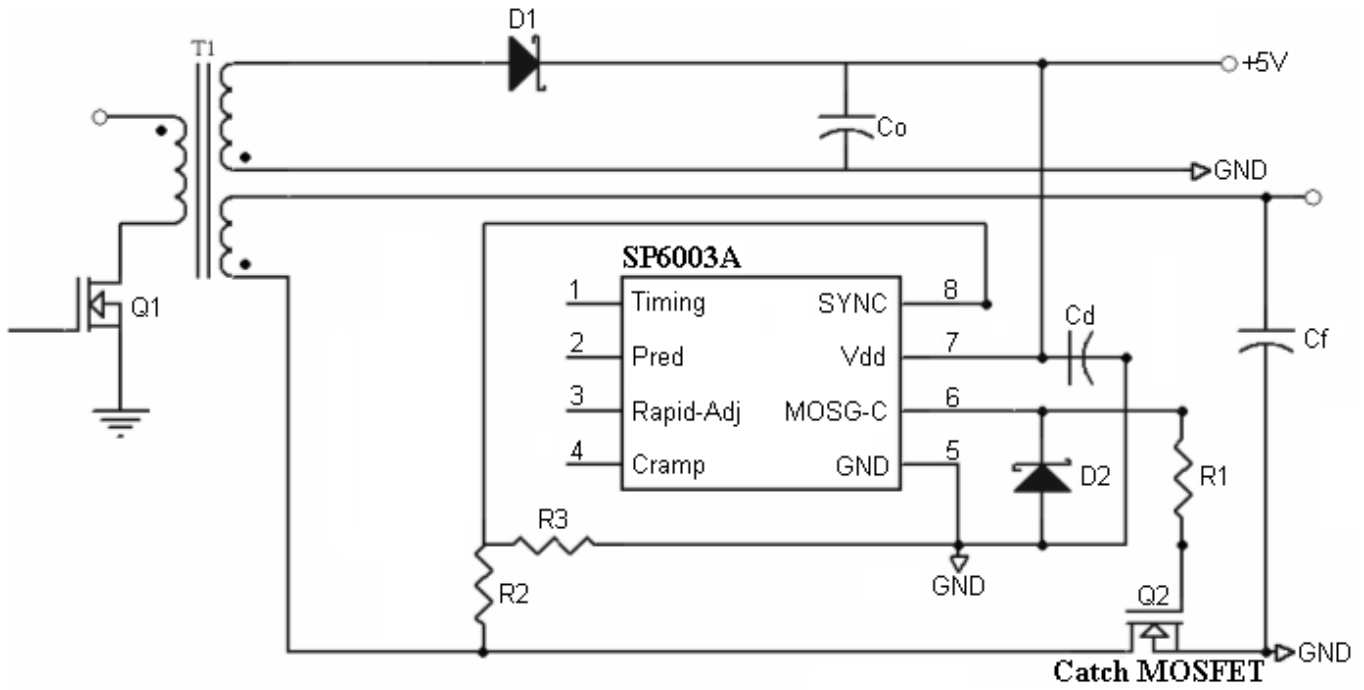 D1
T1
+5V
Co
GND
SP6003A
1
Timing
SYNC
8
Q1
Cd
2
Pred
Vdd
7
Cf
3
Rapid-Adj
MOSG-C
6
4
Cramp
GND
5
D2
R1
R3
R2
GND
Q2
GND
Catch MOSFET